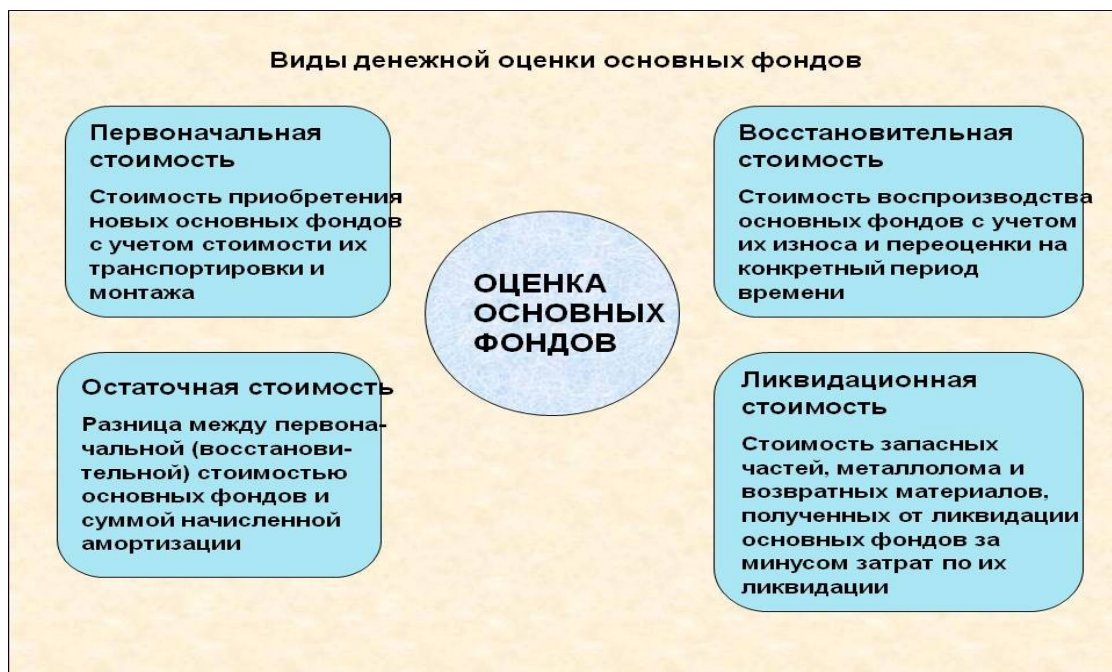 Виды денежной оценки основных фондов
Первоначальная
стоимость
Стоимость приобретения
новых основных фондов
с учетом стоимости их
транспортировки и
монтажа
Восстановительная
стоимость
Стоимость воспроизводства
основных фондов с учетом
их износа и переоценки на
конкретный период
времени
ОЦЕНКА
ОСНОВНЫХ
ФОНДОВ
Остаточная стоимость
Разница между первона-
чальной (восстанови-
тельной) стоимостью
основных фондов и
суммой начисленной
амортизации
Ликвидационная
стоимость
Стоимость запасных
частей, металлолома и
возвратных материалов,
полученных от ликвидации
основных фондов за
минусом затрат по их
ликвидации